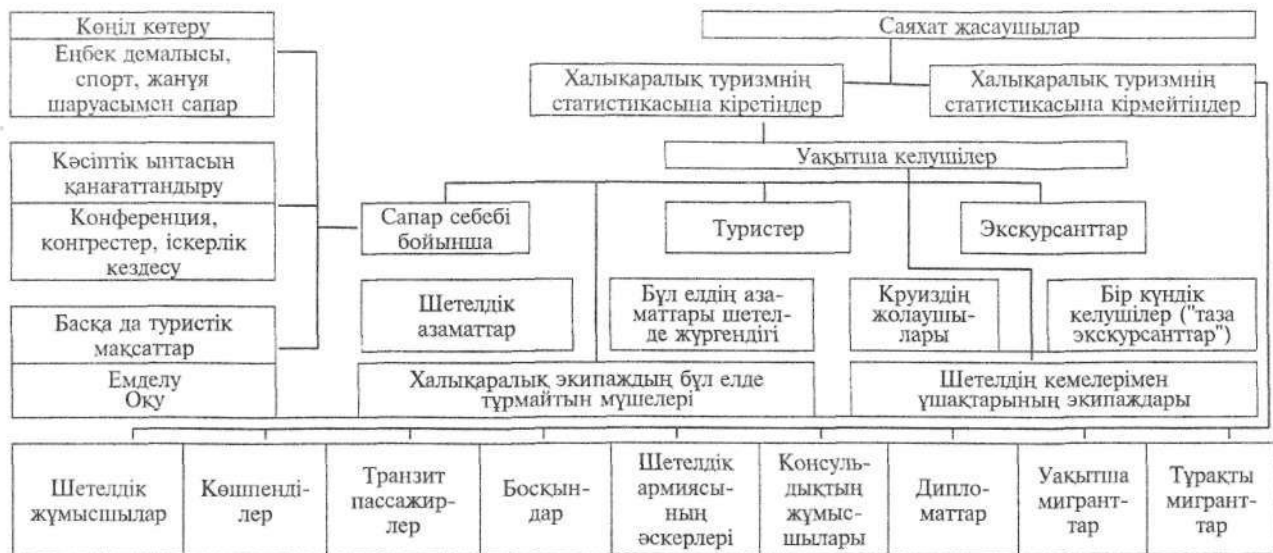 Көңіл көтеру
Еңбек демалысы,
спорт, жанұя
шаруасымен сапар
Кәсіптік ынтасын
қанағаттандыру
Конференция,
конгрестер, іскерлік
кездесу
Басқа да туристік
мақсаттар
Емделу
Оқу
Саяхат жасаушылар
Халықаралық туризмнің
статистикасына кіретіндер
Халықаралық туризмнің
статистикасына кірмейтіндер
Уақытша келушілер
Сапар себебі
бойынша
Туристер
Экскурсанттар
Шетелдік
азаматтар
Бұл елдің аза-
маттары шетел-
де жүргендігі
Круиздің
жолаушы-
лары
Бір күндік
келушілер ("таза
экскурсанттар")
Халықаралық экипаждың бұл елде
тұрмайтын мүшелері
Шетелдің кемелерімен
ұшақтарының экипаждары
Шетелдік
жұмысшылар
Көшпенді-
лер
Транзит
пассажир-
лер
Босқын-
дар
Шетелдік
армиясы-
ның
әскерлері
Консуль-
дықтың
жұмыс-
шылары
Дипло-
маттар
Уақытша
мигрант-
тар
Тұрақты
мигрант-
тар